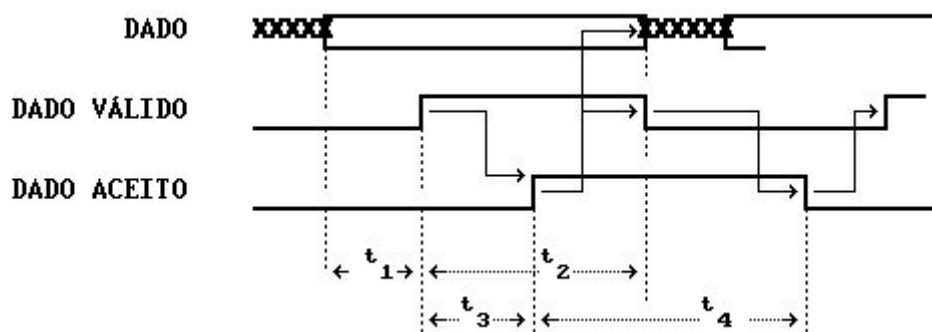 DADO
DADO VÁLIDO
DADO ACEITO
t1
t2
t3
t4